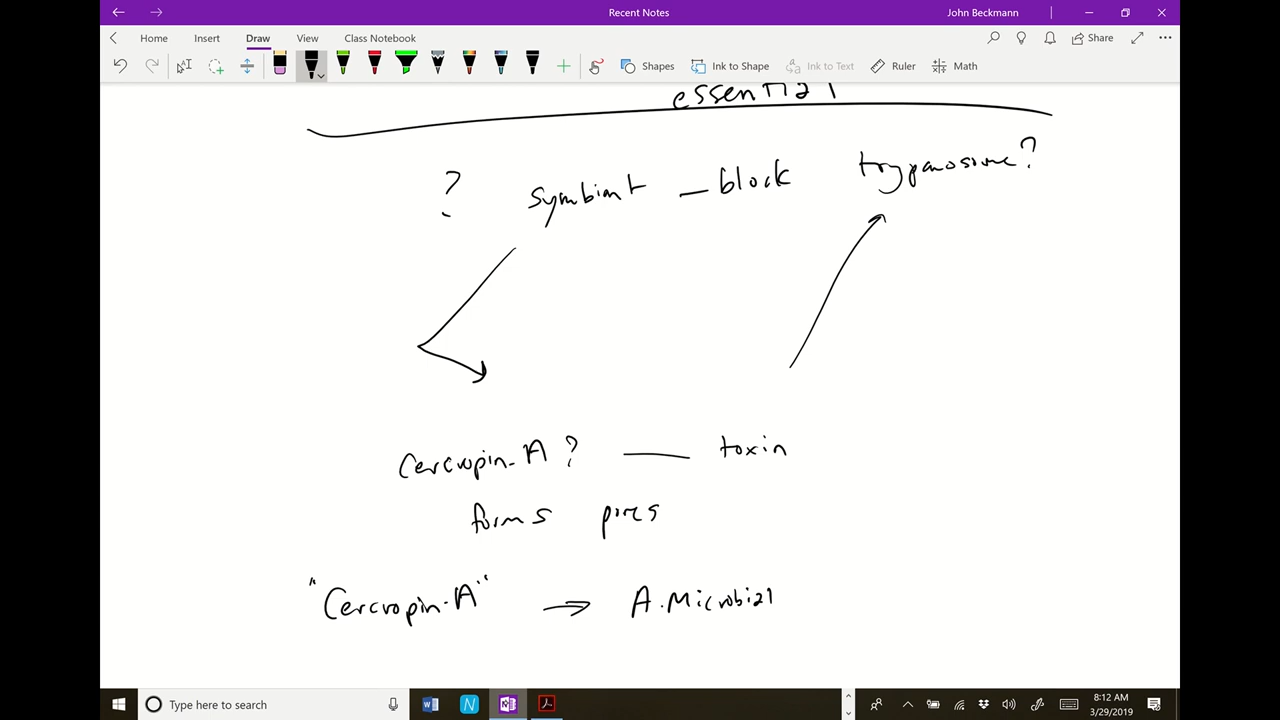 Recent Notes
John Beckmann
Home Insert Draw View Class Notebook
Share
Shapes Ink to Shape Ink to Text Ruler Math
essential
? symbiont — block trypanosome?
Cercropin-A? — toxin
forms pores
"Cercropin-A" → A.Microbial
Type here to search
8:12 AM
3/29/2019